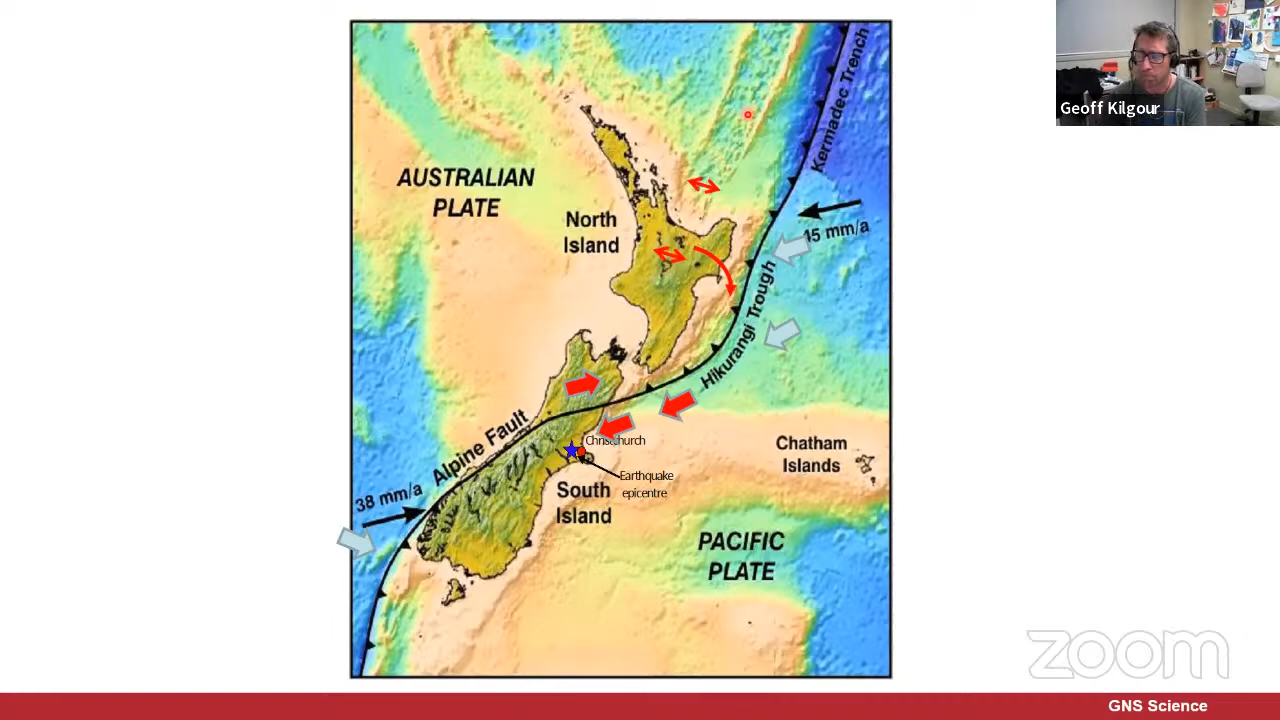 Geoff Kilgour
Kermadec Trench
AUSTRALIAN
PLATE
North
Island
45 mm/a
Hikurangi Trough
Alpine Fault
Christchurch
Chatham
Islands
Earthquake
epicentre
38 mm/a
South
Island
PACIFIC
PLATE
zoom
GNS Science